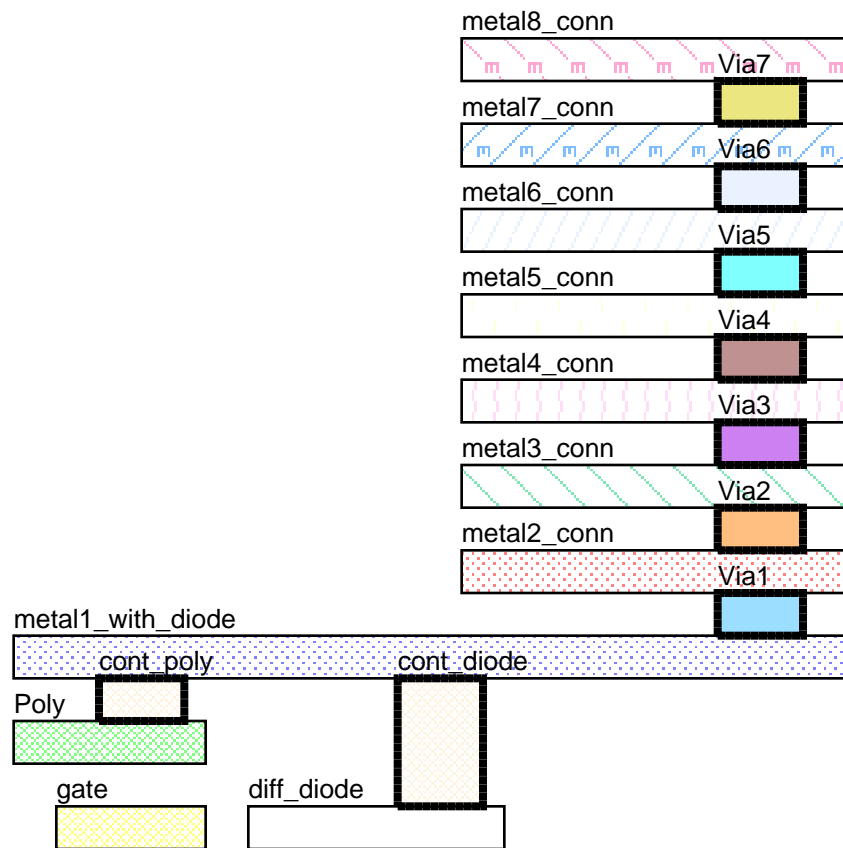 metal8_conn
Via7
metal7_conn
Via6
metal6_conn
Via5
metal5_conn
Via4
metal4_conn
Via3
metal3_conn
Via2
metal2_conn
Via1
metal1_with_diode
cont_poly cont_diode
Poly
gate diff_diode